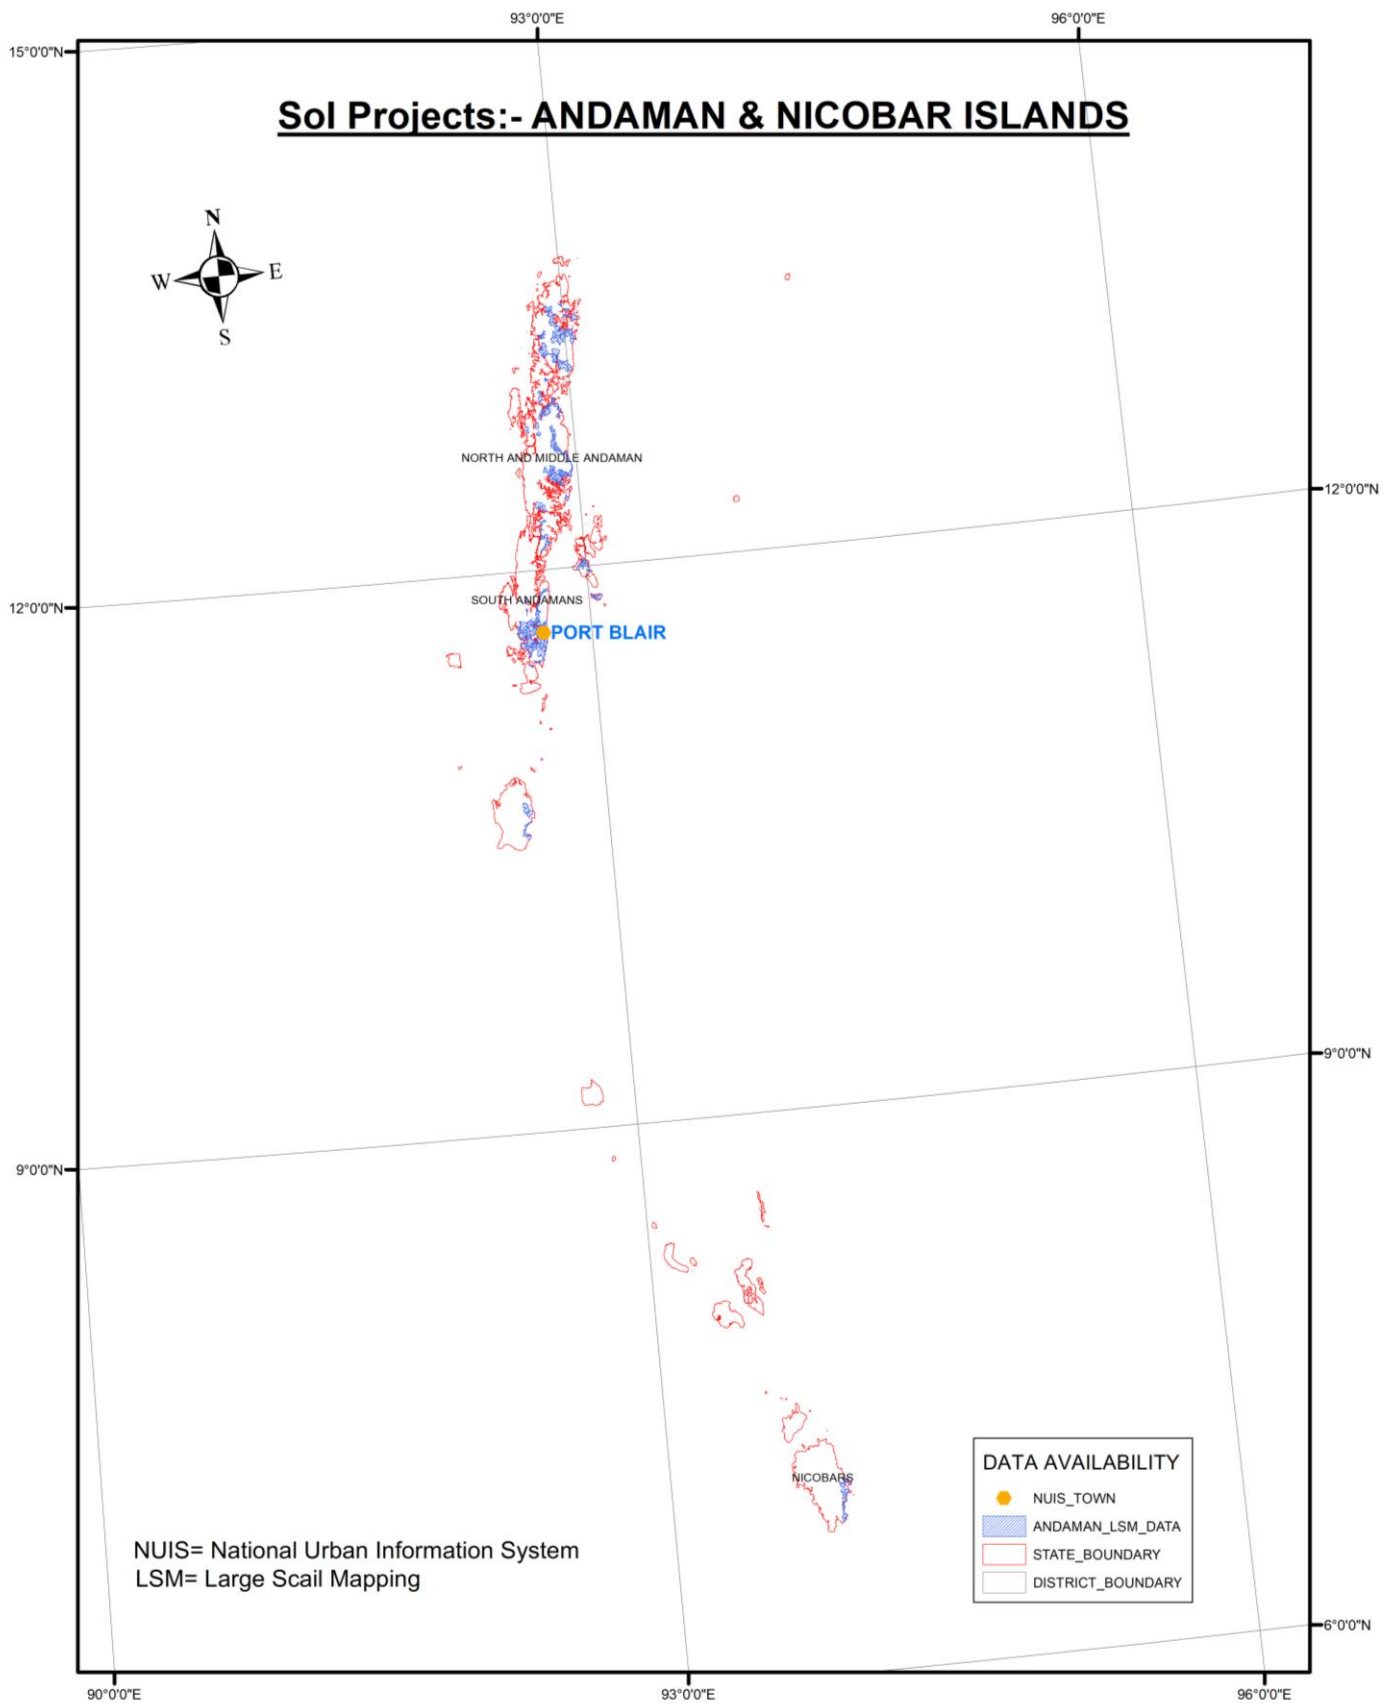 93°0'0"E
96°0'0"E
15°0'0"N
SoI Projects:- ANDAMAN & NICOBAR ISLANDS
N
W
E
S
NORTH AND MIDDLE ANDAMAN
12°0'0"N
SOUTH ANDAMANS
12°0'0"N
PORT BLAIR
9°0'0"N
9°0'0"N
NICOBARS
DATA AVAILABILITY
NUIS_TOWN
ANDAMAN_LSM_DATA
STATE_BOUNDARY
DISTRICT_BOUNDARY
NUIS= National Urban Information System
LSM= Large Scail Mapping
6°0'0"N
90°0'0"E
93°0'0"E
96°0'0"E